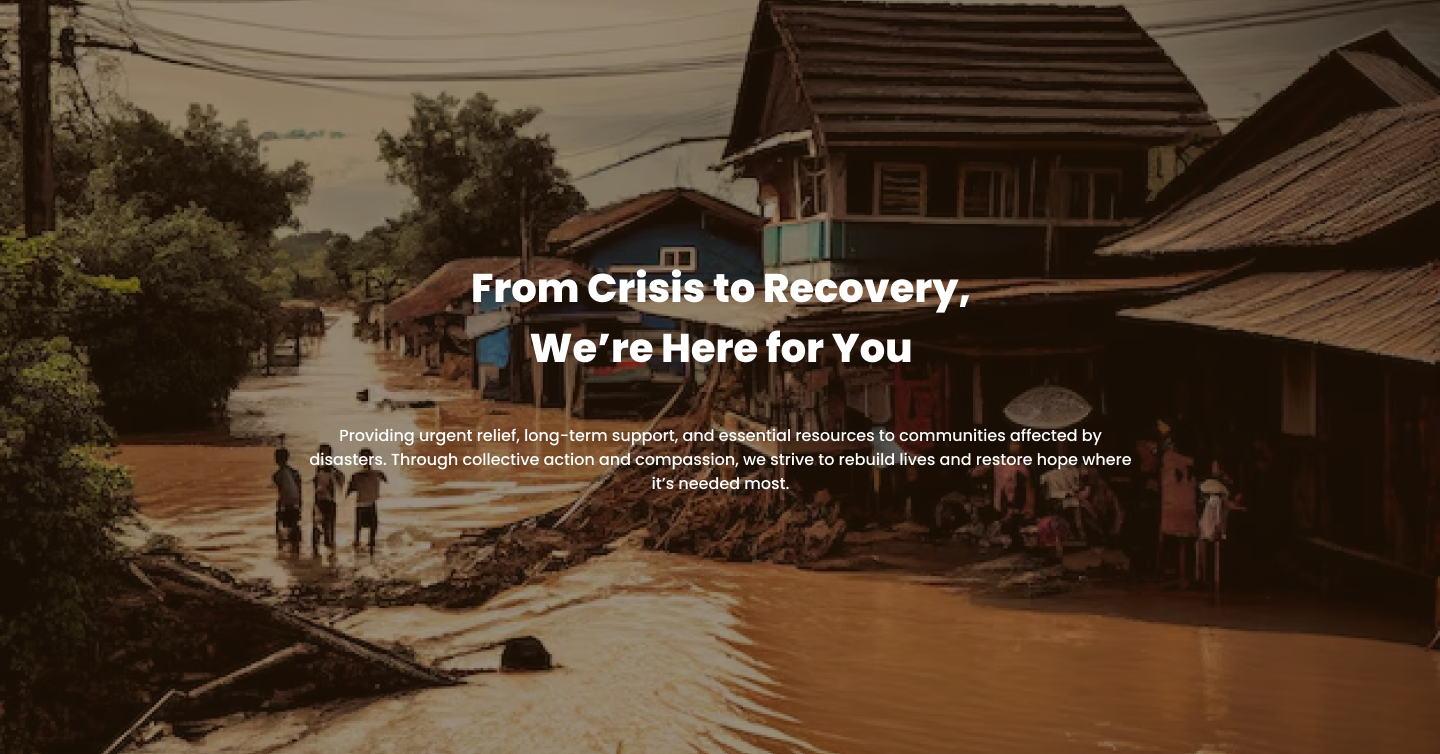 From Crisis to Recovery,
We’re Here for You
Providing urgent relief, long-term support, and essential resources to communities affected by
disasters. Through collective action and compassion, we strive to rebuild lives and restore hope where
it’s needed most.